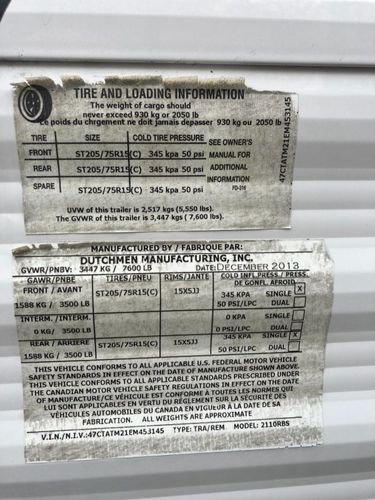 TIRE AND LOADING INFORMATION
The weight of cargo should
never exceed 930 kg or 2050 lb
Le poids du chrgement ne doit jamais depasser 930 kg ou 2050 lb
TIRE SIZE COLD TIRE PRESSURE SEE OWNER'S
FRONT ST205/75R15(C) 345 kpa 50 psi MANUAL FOR
REAR ST205/75R15(C) 345 kpa 50 psi ADDITIONAL
INFORMATION
SPARE ST205/75R15(C) 345 kpa 50 psi FD-316
UVW of this trailer is 2,517 kgs (5,550 lbs).
The GVWR of this trailer is 3,447 kgs ( 7,600 lbs).
47CTATM21EM453145
MANUFACTURED BY / FABRIQUE PAR:
DUTCHMEN MANUFACTURING, INC.
GVWR/PNBV: 3447 KG / 7600 LB DATE: DECEMBER 2013
GAWR/PNBE TIRES/PNEU RIMS/JANTE COLD INFL.PRESS./PRESS.
DE GONFL. AFROID
FRONT / AVANT ST205/75R15(C) 15X5JJ 345 KPA SINGLE X
1588 KG / 3500 LB 50 PSI/LPC DUAL
INTERM. / INTERM. 0 KPA SINGLE
0 KG / 3500 LB 0 PSI/LPC DUAL
REAR / ARRIERE ST205/75R15(C) 15X5JJ 345 KPA SINGLE X
1588 KG / 3500 LB 50 PSI/LPC DUAL
THIS VEHICLE CONFORMS TO ALL APPLICABLE U.S. FEDERAL MOTOR VEHICLE
SAFETY STANDARDS IN EFFECT ON THE DATE OF MANUFACTURE SHOWN ABOVE.
THIS VEHICLE CONFORMS TO ALL APPLICABLE STANDARDS PRESCRIBED UNDER
THE CANADIAN MOTOR VEHICLE SAFETY REGULATIONS IN EFFECT ON THE DATE
OF MANUFACTURE/CE VÉHICULE EST CONFORME À TOUTES LES NORMES QUI
LUI SONT APPLICABLES EN VERTU DU RÈGLEMENT SUR LA SÉCURITÉ DES
VÉHICULES AUTOMOBILES DU CANADA EN VIGUEUR À LA DATE DE SA
FABRICATION. ALL WEIGHTS ARE APPROXIMATE
V.I.N./N.I.V.: 47CTATM21EM453145 TYPE: TRA/REM MODEL: 2110RBS